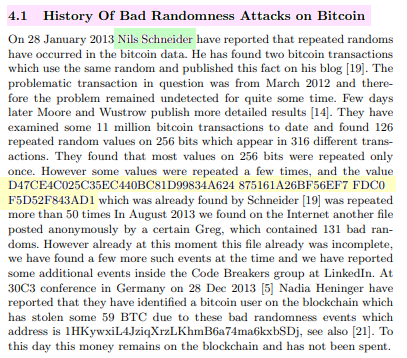 4.1 History Of Bad Randomness Attacks on Bitcoin
On 28 January 2013 Nils Schneider have reported that repeated randoms
have occurred in the bitcoin data. He has found two bitcoin transactions
which use the same random and published this fact on his blog [19]. The
problematic transaction in question was from March 2012 and there-
fore the problem remained undetected for quite some time. Few days
later Moore and Wustrow publish more detailed results [14]. They have
examined some 11 million bitcoin transactions to date and found 126
repeated random values on 256 bits which appear in 316 different trans-
actions. They found that most values on 256 bits were repeated only
once. However some values were repeated a few times, and the value
D47CE4C025C35EC440BC81D99834A624 875161A26BF56EF7 FDC0
F5D52F843AD1 which was already found by Schneider [19] was repeated
more than 50 times In August 2013 we found on the Internet another file
posted anonymously by a certain Greg, which contained 131 bad ran-
doms. However already at this moment this file already was incomplete,
we have found a few more such events at the time and we have reported
some additional events inside the Code Breakers group at LinkedIn. At
30C3 conference in Germany on 28 Dec 2013 [5] Nadia Heninger have
reported that they have identified a bitcoin user on the blockchain which
has stolen some 59 BTC due to these bad randomness events which
address is 1HKywxiL4JziqXrzLKhmB6a74ma6kxbSDj, see also [21]. To
this day this money remains on the blockchain and has not been spent.